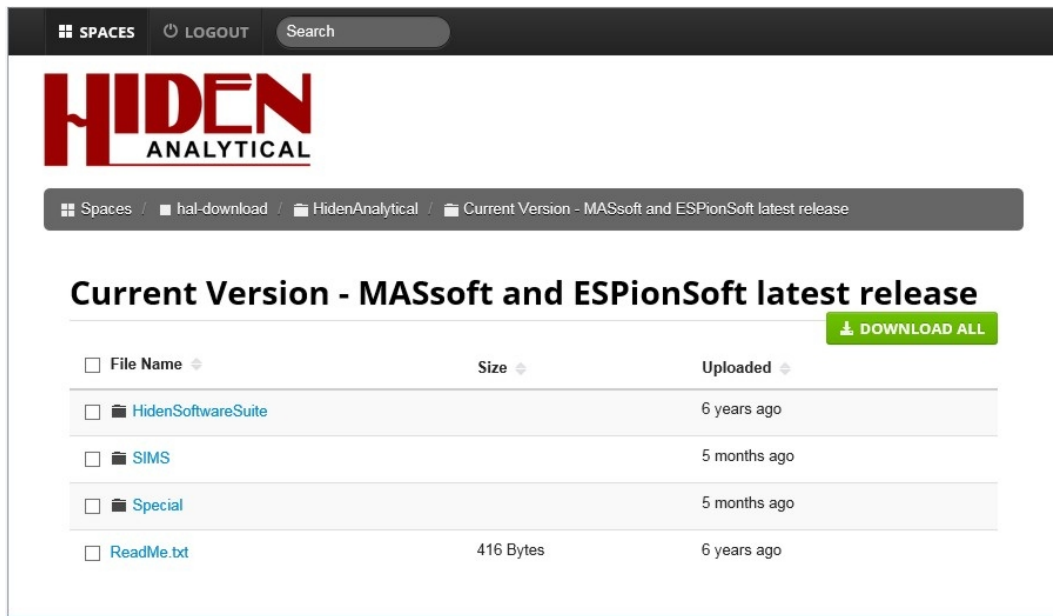 SPACES LOGOUT Search
HIDEN
ANALYTICAL
Spaces / hal-download / HidenAnalytical / Current Version - MASsoft and ESPionSoft latest release
Current Version - MASsoft and ESPionSoft latest release
DOWNLOAD ALL
File Name Size Uploaded
HidenSoftwareSuite 6 years ago
SIMS 5 months ago
Special 5 months ago
ReadMe.txt 416 Bytes 6 years ago